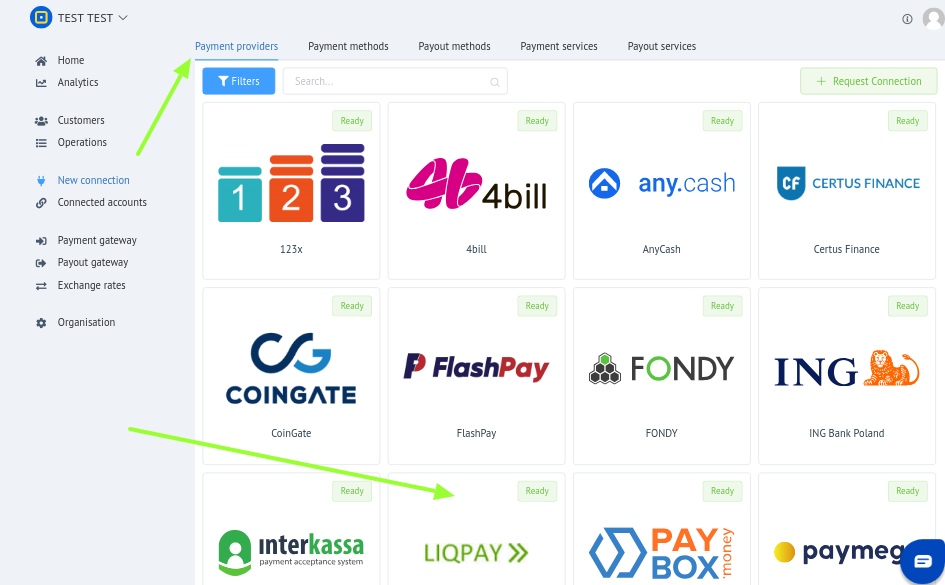 TEST TEST
Home
Analytics
Customers
Operations
New connection
Connected accounts
Payment gateway
Payout gateway
Exchange rates
Organisation
Payment providers Payment methods Payout methods Payment services Payout services
Filters Search... + Request Connection
Ready Ready Ready Ready
1 2 3 4bill any.cash CF CERTUS FINANCE
123x 4bill AnyCash Certus Finance
Ready Ready Ready Ready
COINGATE FlashPay FONDY ING
CoinGate FlashPay FONDY ING Bank Poland
Ready Ready Ready Ready
interkassa LIQPAY PAY BOX money paymeg
payment acceptance system